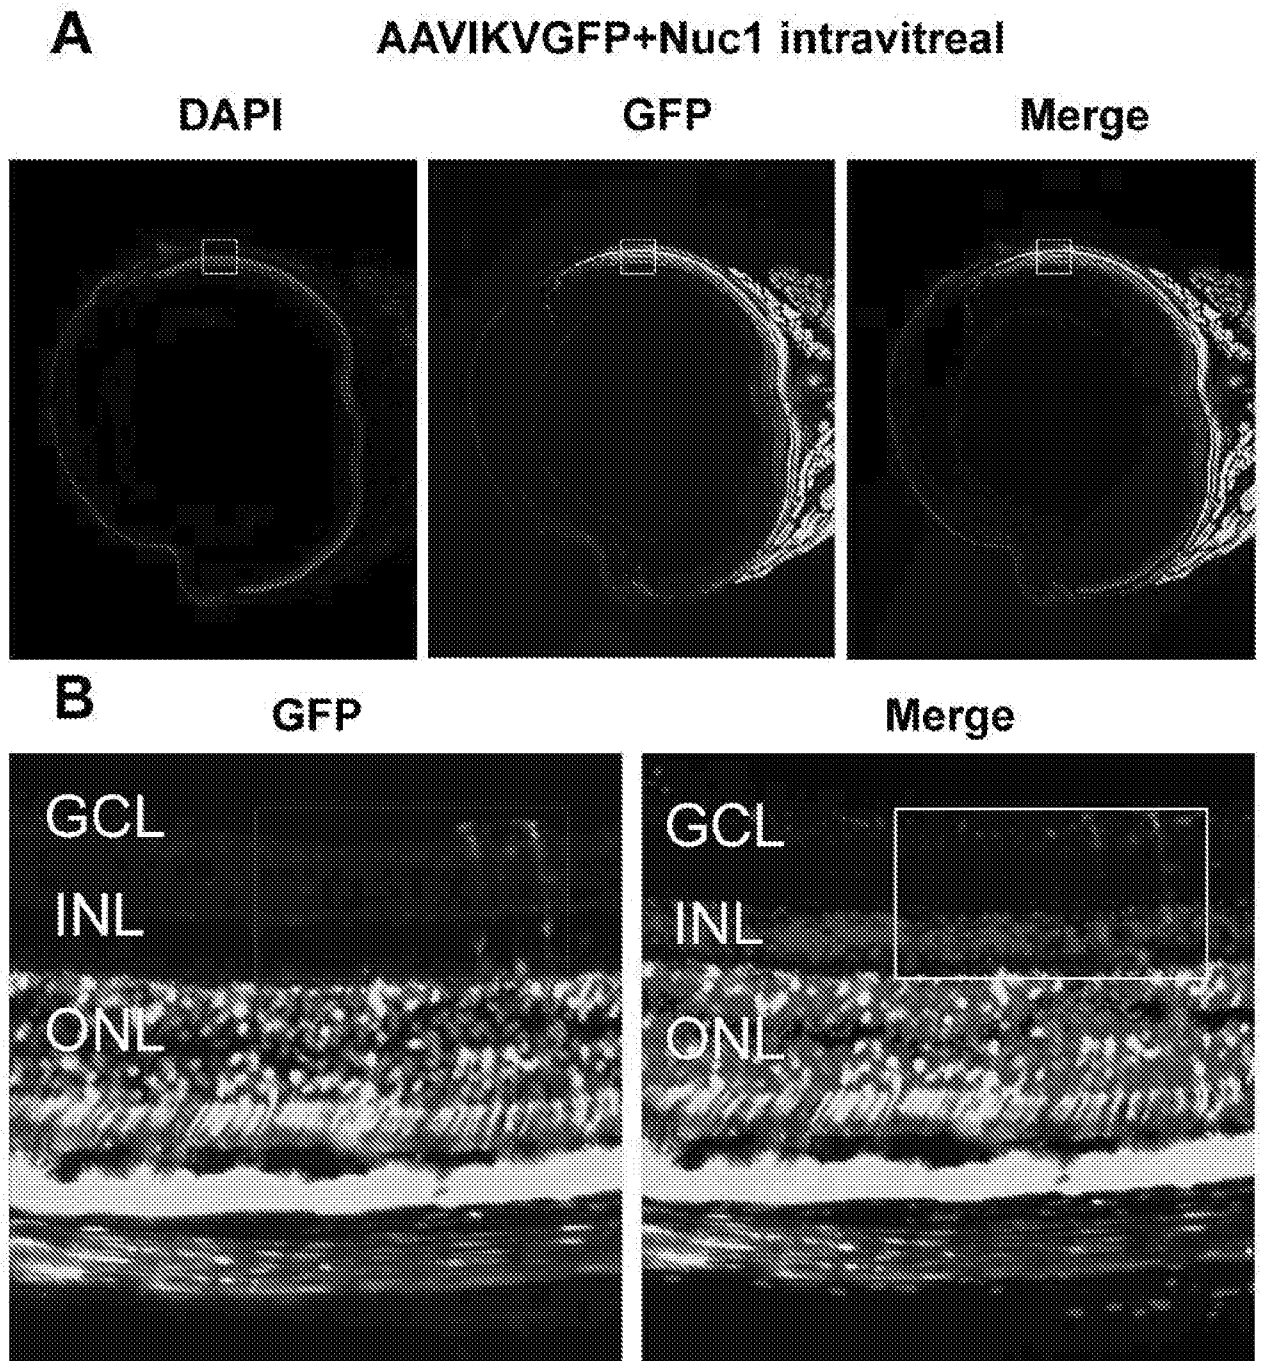 A
AAVIKVGFP+Nuc1 intravitreal
DAPI GFP Merge
B
GFP Merge
GCL GCL
INL INL
ONL ONL